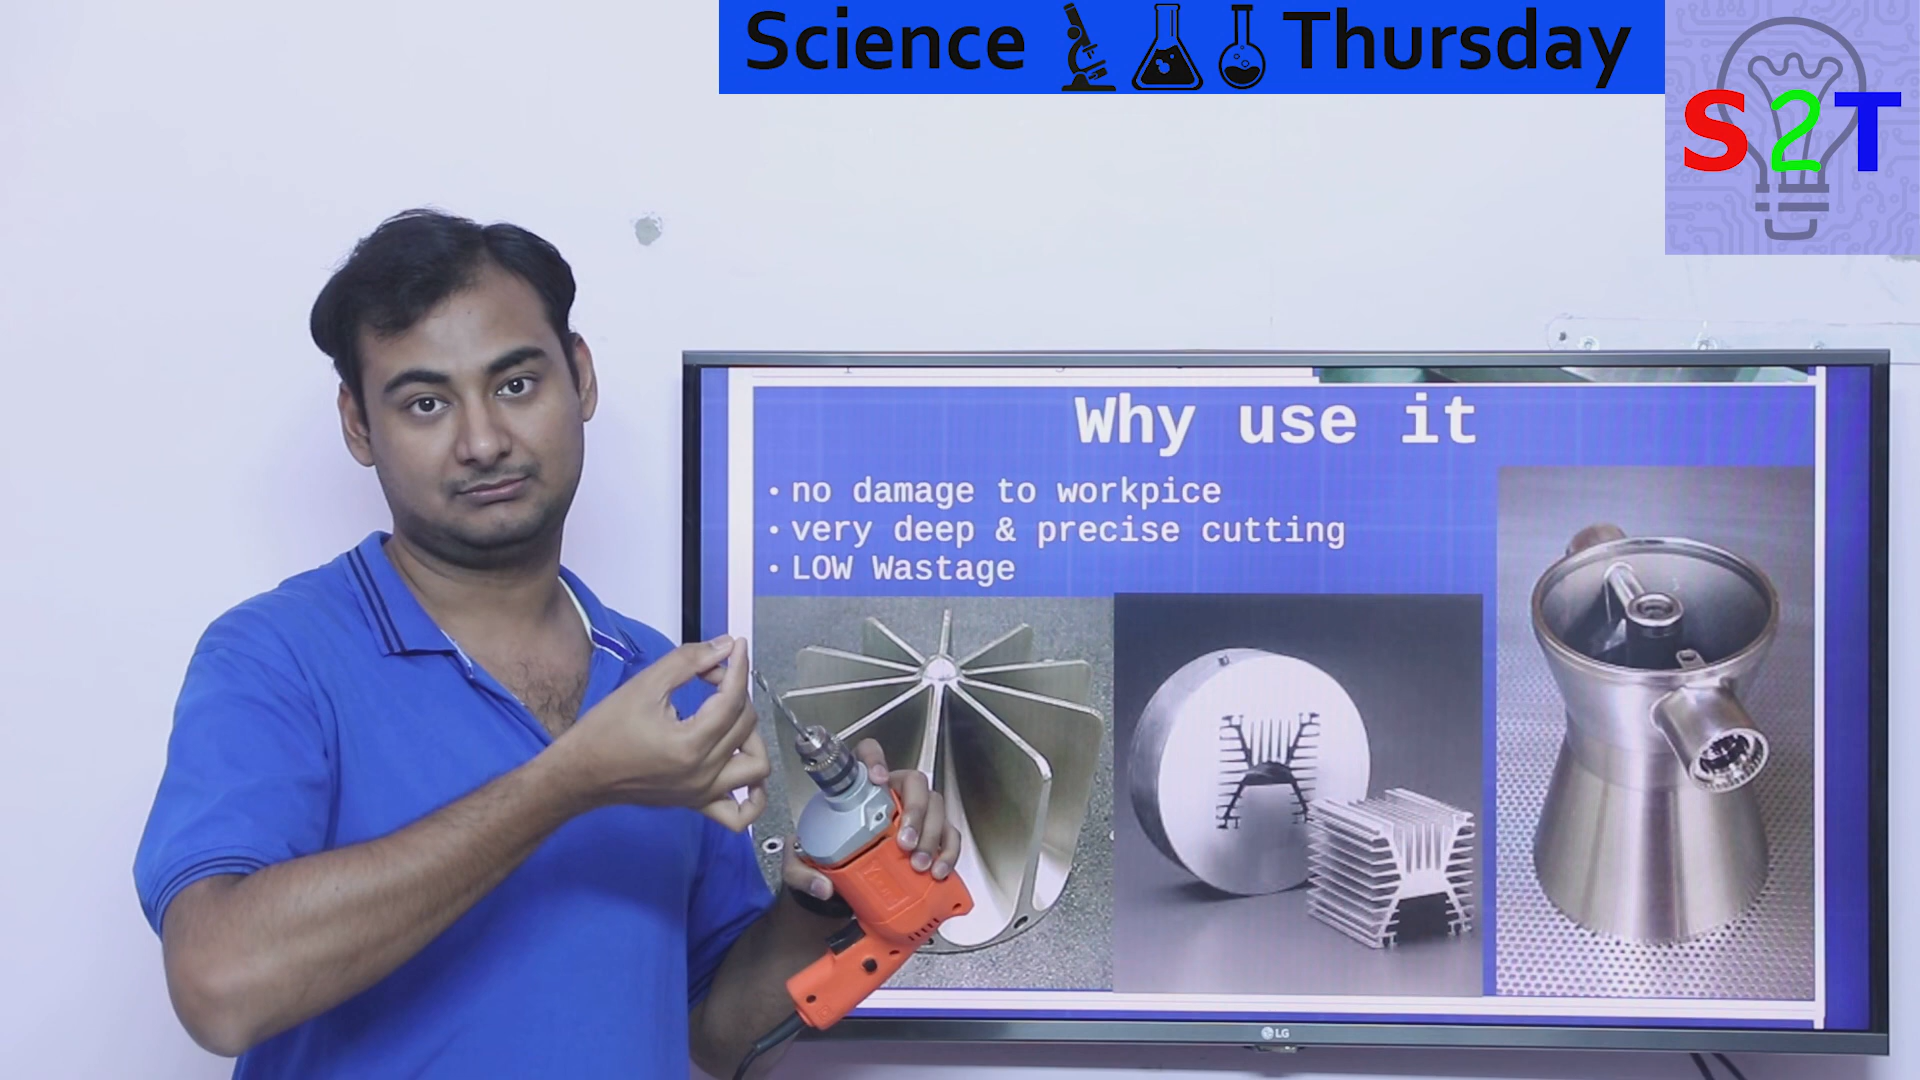 Science Thursday
S2T
Why use it
• no damage to workpice
• very deep & precise cutting
• LOW Wastage
LG